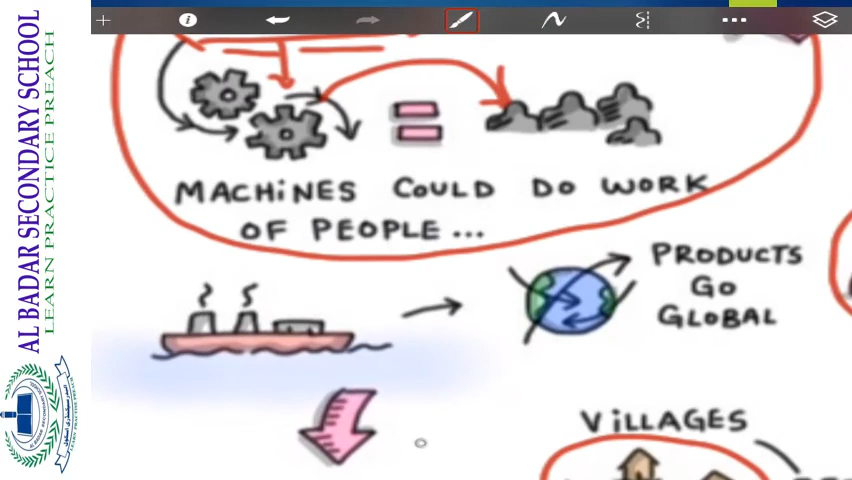 AL BADAR SECONDARY SCHOOL
LEARN PRACTICE PREACH
MACHiNES COULD DO WORK
OF PEOPLE...
PRODUCTS
GO
GLOBAL
ViLLAGES